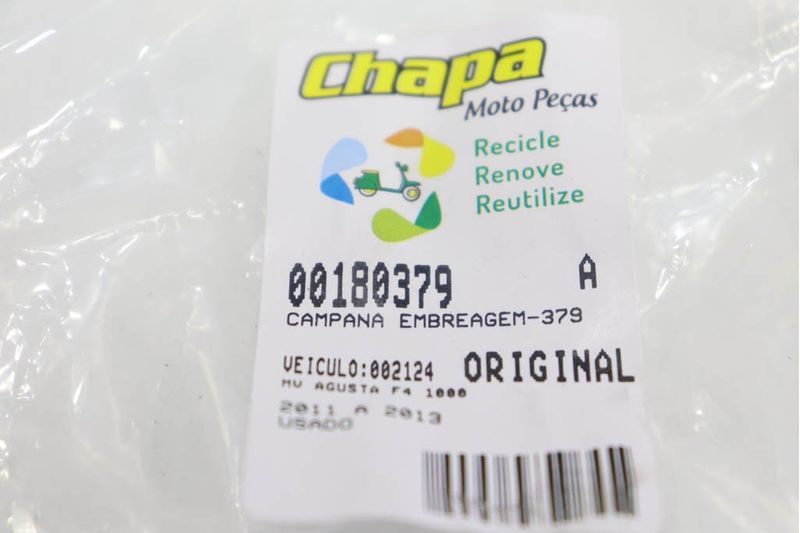 Chapa
Moto Peças
Recicle
Renove
Reutilize
00180379 A
CAMPANA EMBREAGEM-379
VEICULO:002124 ORIGINAL
MV AGUSTA F4 1000
2011 A 2013
USADO